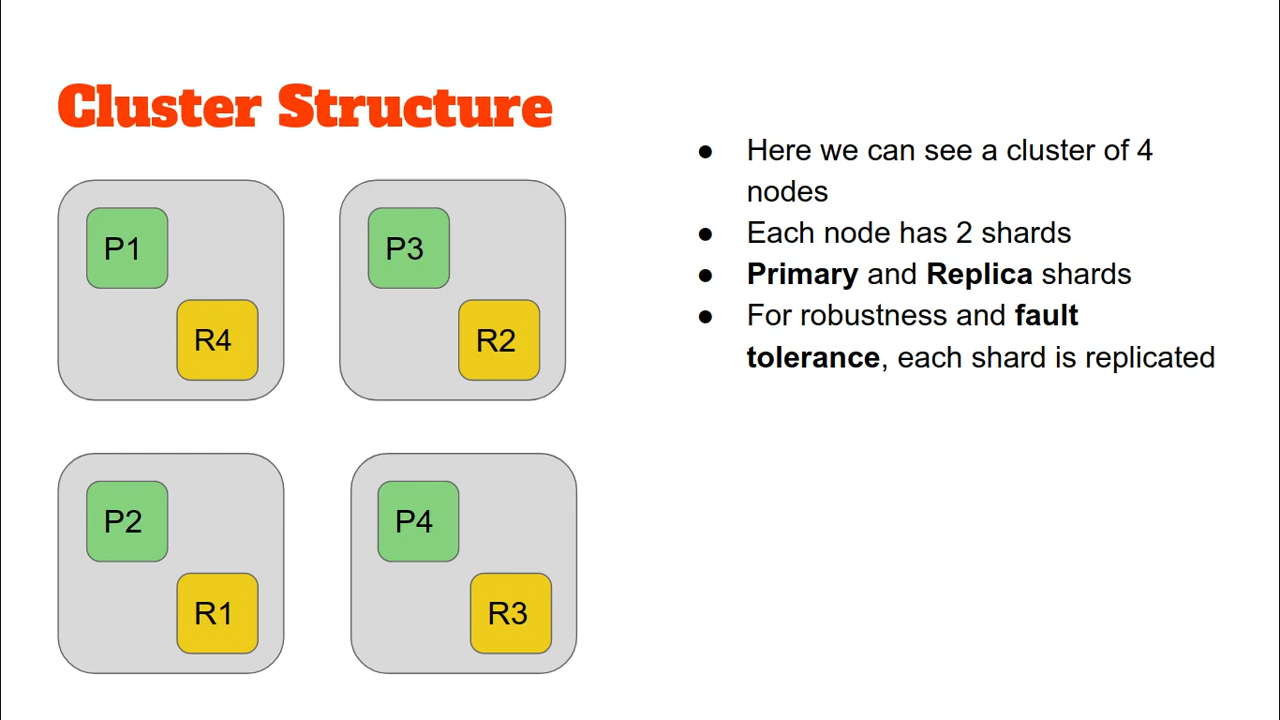 Cluster Structure
P1
R4
P3
R2
P2
R1
P4
R3
● Here we can see a cluster of 4
nodes
● Each node has 2 shards
● Primary and Replica shards
● For robustness and fault
tolerance, each shard is replicated